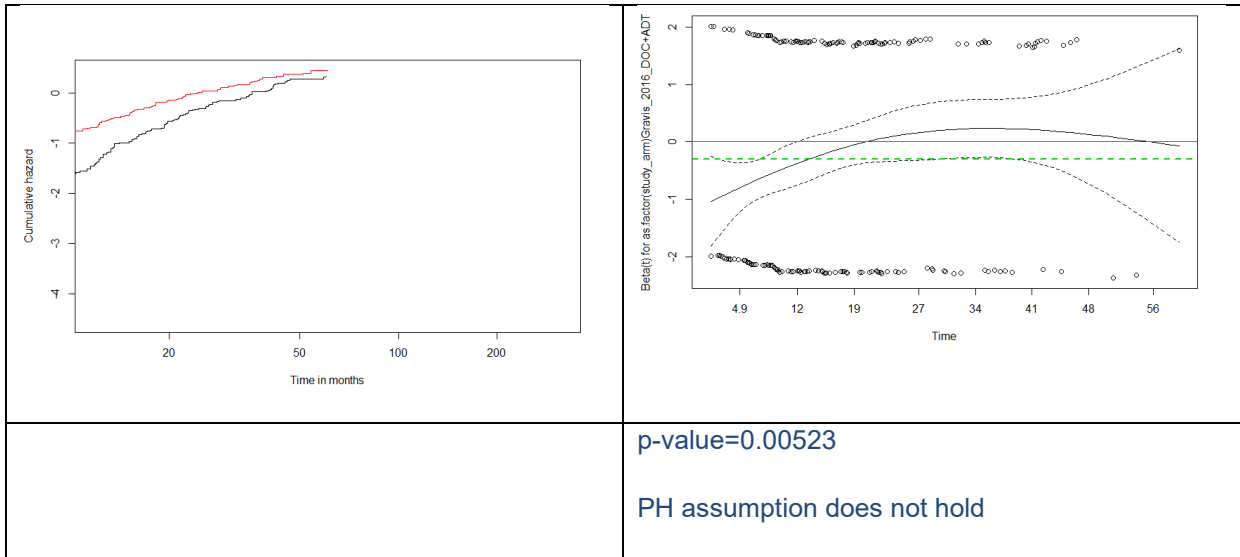 Cumulative hazard
0
-1
-2
-3
-4
20 50 100 200
Time in months
Beta(t) for as.factor(study_arm)Gravis_2016_DOC+ADT
2
1
0
-1
-2
4.9 12 19 27 34 41 48 56
Time
p-value=0.00523
PH assumption does not hold